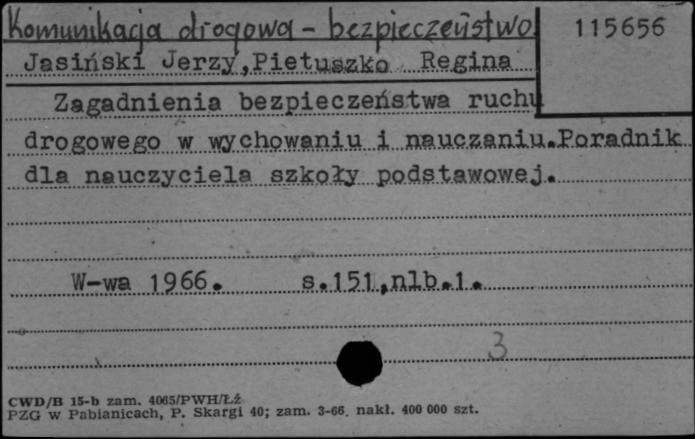 Komunikacja drogowa - bezpieczeństwo
115656
Jasiński Jerzy,Pietuszko Regina
Zagadnienia bezpieczeństwa ruchu
drogowego w wychowaniu i nauczaniu.Poradnik
dla nauczyciela szkoły podstawowej.
W-wa 1966. s.151,nlb.1.
3
CWD/B 15-b zam. 4065/PWH/Łź
PZG w Pabianicach, P. Skargi 40; zam. 3-66. nakł. 400 000 szt.